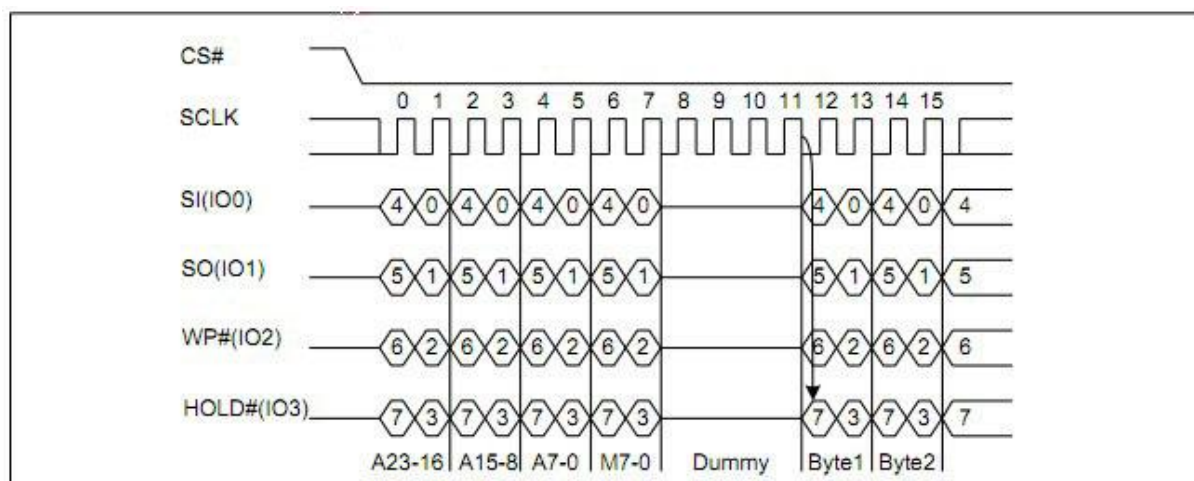 CS#
0 1 2 3 4 5 6 7 8 9 10 11 12 13 14 15
SCLK
SI(IO0) 4 0 4 0 4 0 4 0 4 0 4 0 4
SO(IO1) 5 1 5 1 5 1 5 1 5 1 5 1 5
WP#(IO2) 6 2 6 2 6 2 6 2 6 2 6 2 6
HOLD#(IO3) 7 3 7 3 7 3 7 3 7 3 7 3 7
A23-16 A15-8 A7-0 M7-0 Dummy Byte1 Byte2